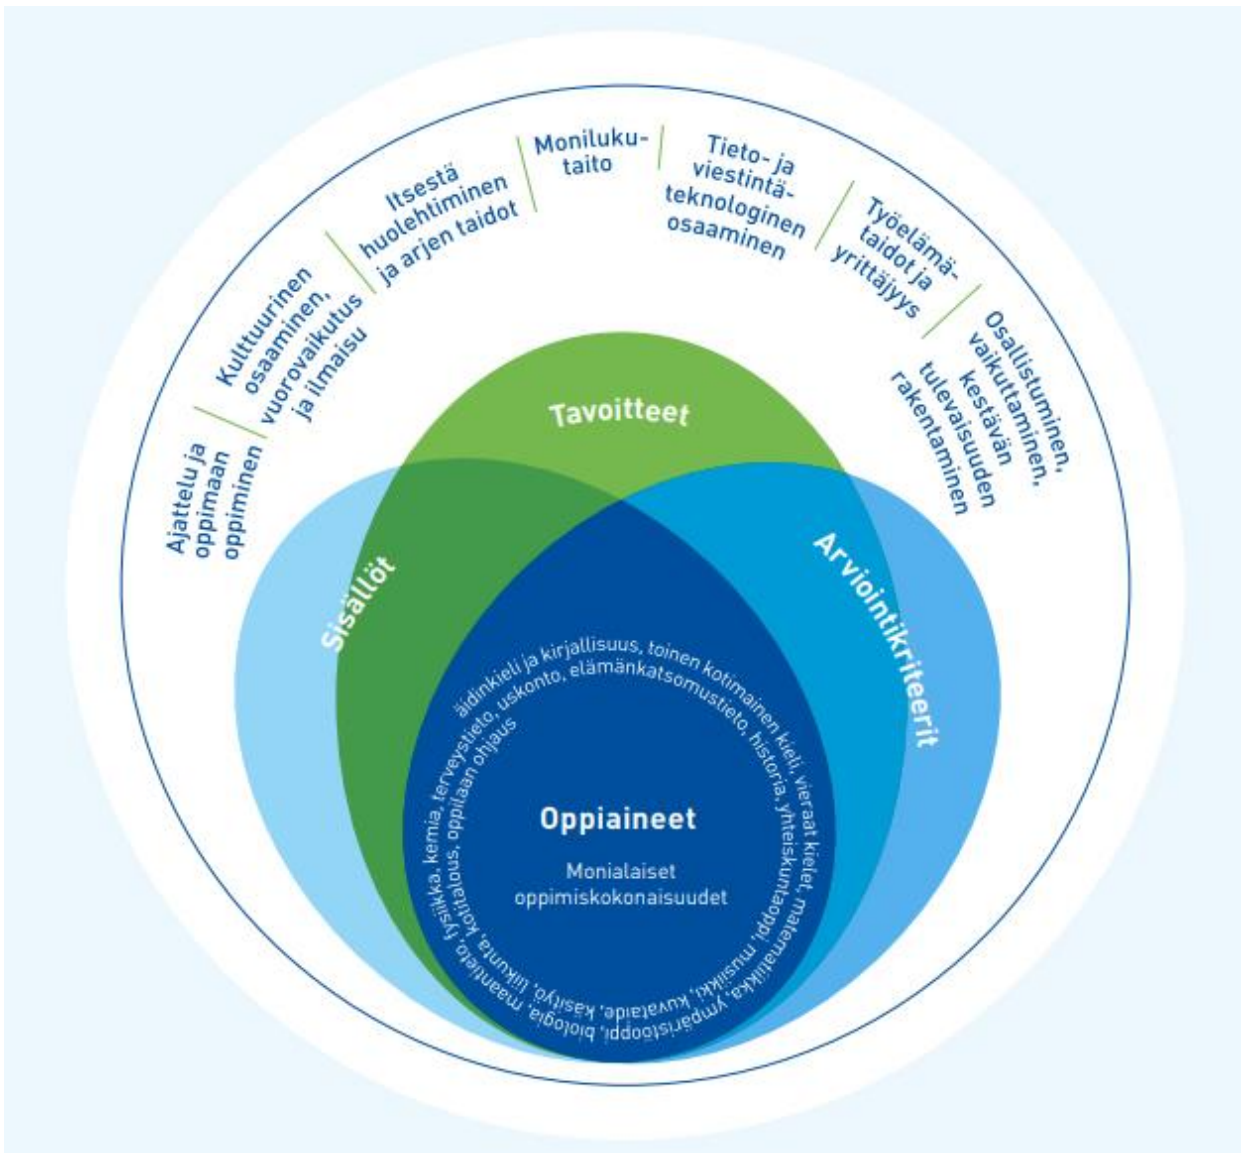 Ajattelu ja
oppimaan
oppiminen
Kulttuurinen
osaaminen,
vuorovaikutus
ja ilmaisu
Itsestä
huolehtiminen
ja arjen taidot
Moniluku-
taito
Tieto- ja
viestintä-
teknologinen
osaaminen
Työelämä-
taidot ja
yrittäjyys
Osallistuminen,
vaikuttaminen,
kestävän
tulevaisuuden
rakentaminen
Tavoitteet
Sisällöt
Arviointikriteerit
äidinkieli ja kirjallisuus, toinen kotimainen kieli, vieraat kielet, matematiikka, ympäristöoppi, biologia, maantieto, fysiikka, kemia, terveystieto, uskonto, elämänkatsomustieto, historia, yhteiskuntaoppi, musiikki, kuvataide, käsityö, liikunta, kotitalous, oppilaan ohjaus
Oppiaineet
Monialaiset
oppimiskokonaisuudet